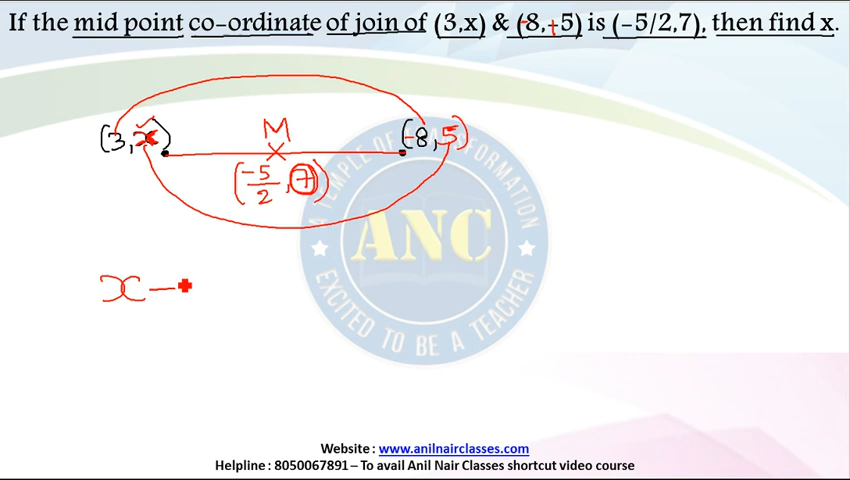 If the mid point co-ordinate of join of (3,x) & (-8,+5) is (-5/2,7), then find x.
M
(3,x) (-8,5)
(-5/2, 7)
A TEMPLE OF TRANSFORMATION
ANC
EXCITED TO BE A TEACHER
x –
Website : www.anilnairclasses.com
Helpline : 8050067891 – To avail Anil Nair Classes shortcut video course